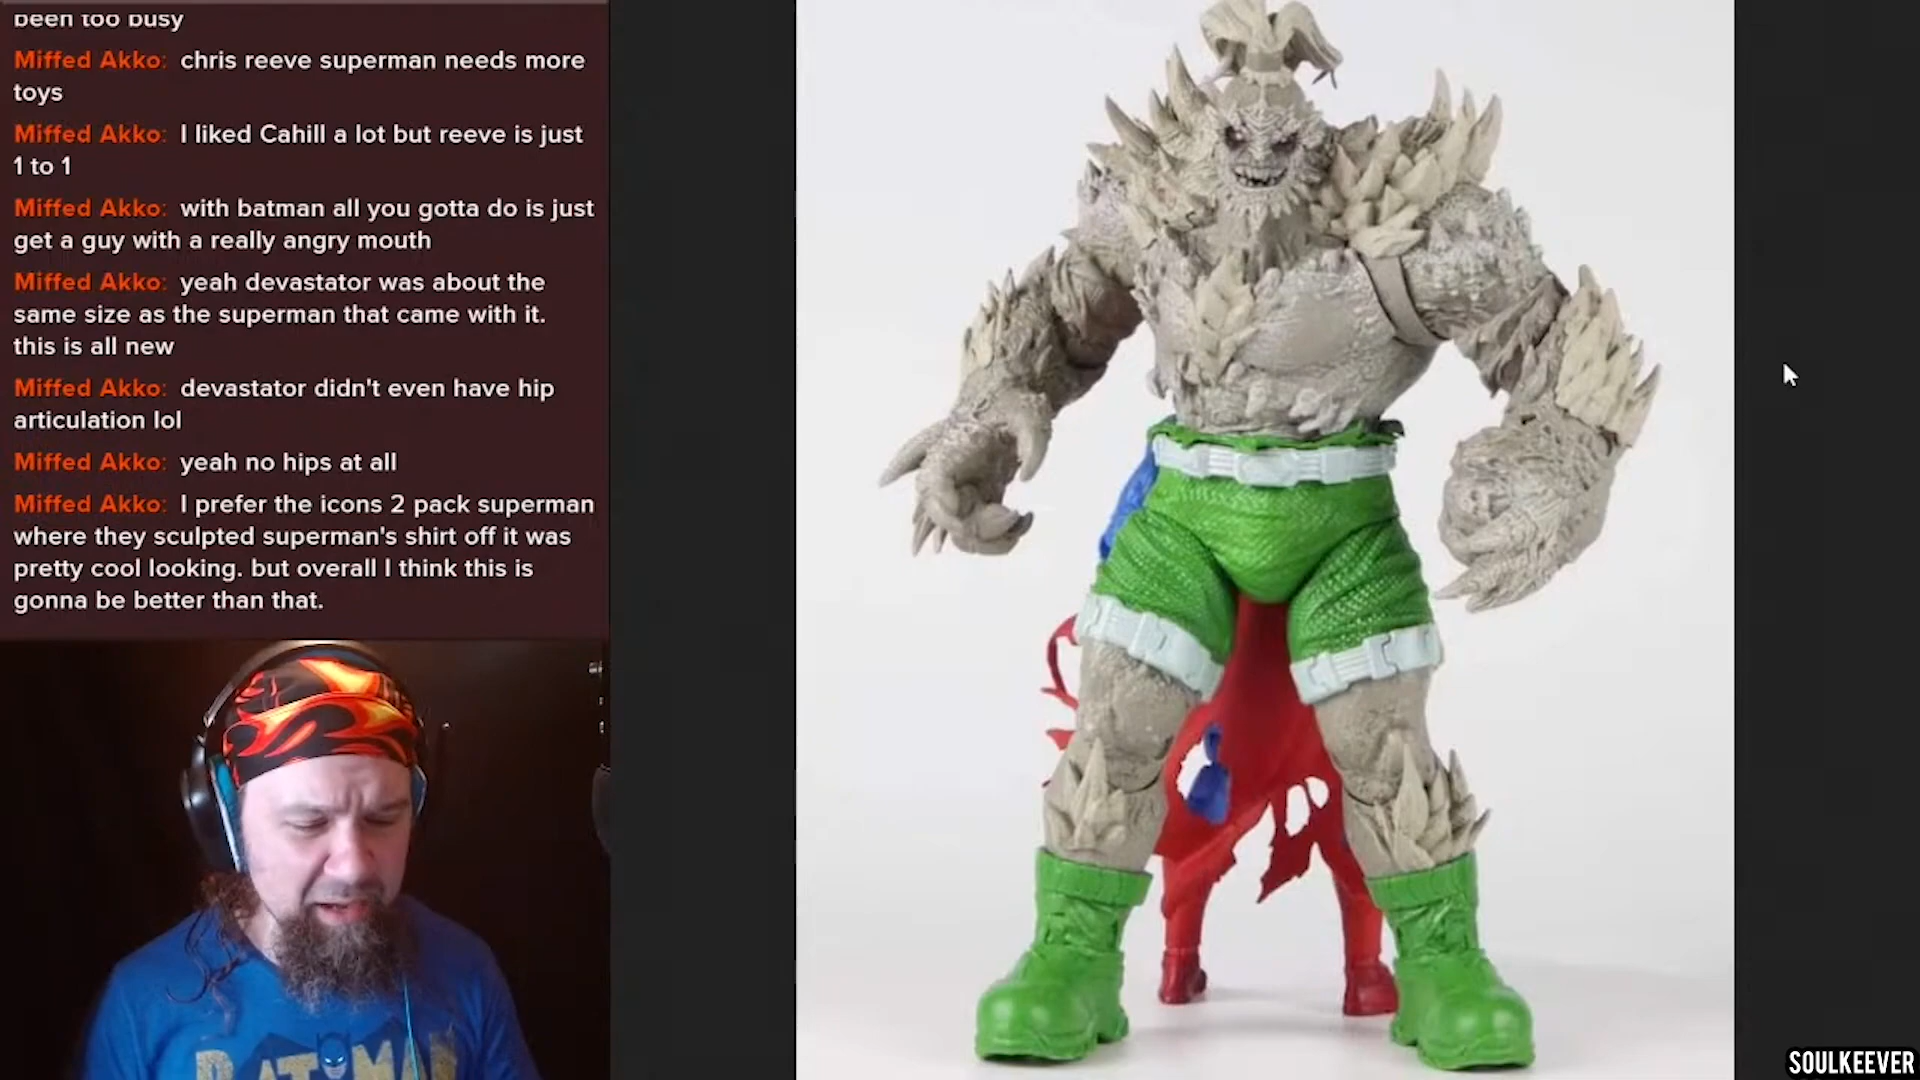 been too busy
Miffed Akko: chris reeve superman needs more
toys
Miffed Akko: I liked Cahill a lot but reeve is just
1 to 1
Miffed Akko: with batman all you gotta do is just
get a guy with a really angry mouth
Miffed Akko: yeah devastator was about the
same size as the superman that came with it.
this is all new
Miffed Akko: devastator didn't even have hip
articulation lol
Miffed Akko: yeah no hips at all
Miffed Akko: I prefer the icons 2 pack superman
where they sculpted superman's shirt off it was
pretty cool looking. but overall I think this is
gonna be better than that.
BATMAN
SOULKEEVER